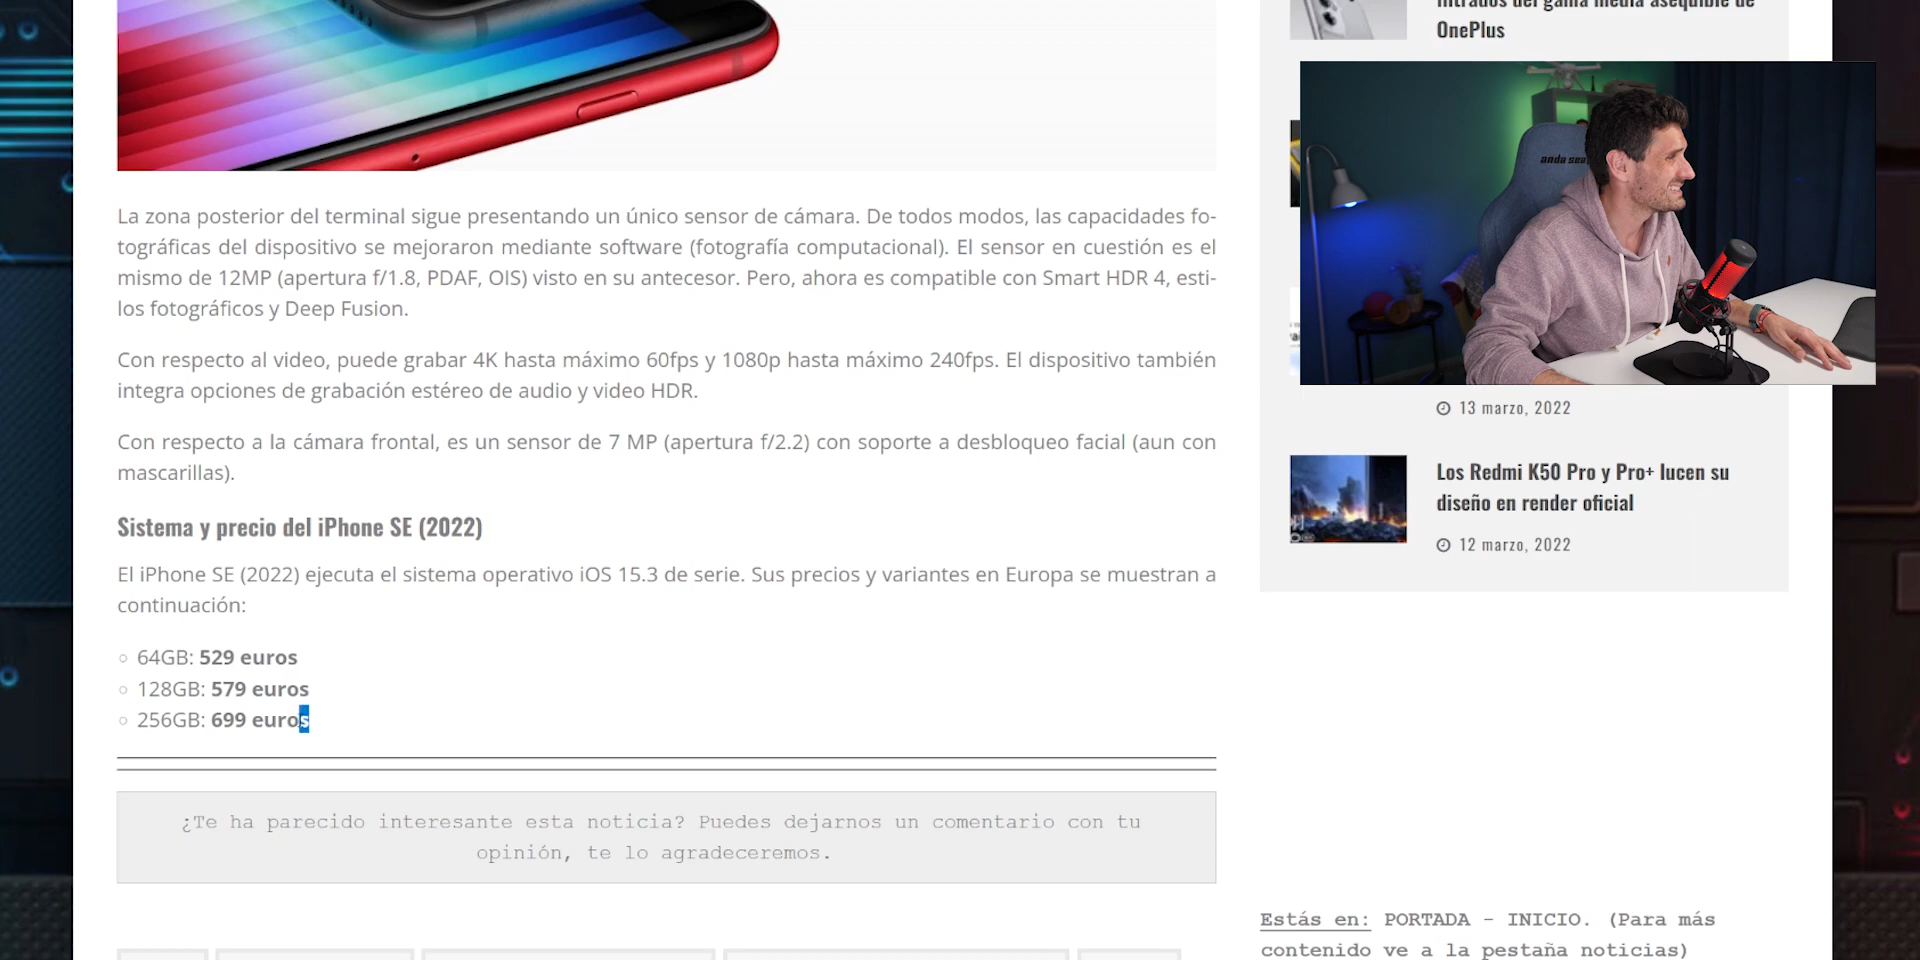 filtrados del gama media asequible de
OnePlus
La zona posterior del terminal sigue presentando un único sensor de cámara. De todos modos, las capacidades fo-
tográficas del dispositivo se mejoraron mediante software (fotografía computacional). El sensor en cuestión es el
mismo de 12MP (apertura f/1.8, PDAF, OIS) visto en su antecesor. Pero, ahora es compatible con Smart HDR 4, esti-
los fotográficos y Deep Fusion.
Con respecto al video, puede grabar 4K hasta máximo 60fps y 1080p hasta máximo 240fps. El dispositivo también
integra opciones de grabación estéreo de audio y video HDR.
Con respecto a la cámara frontal, es un sensor de 7 MP (apertura f/2.2) con soporte a desbloqueo facial (aun con
mascarillas).
Sistema y precio del iPhone SE (2022)
El iPhone SE (2022) ejecuta el sistema operativo iOS 15.3 de serie. Sus precios y variantes en Europa se muestran a
continuación:
64GB: 529 euros
128GB: 579 euros
256GB: 699 euros
¿Te ha parecido interesante esta noticia? Puedes dejarnos un comentario con tu
opinión, te lo agradeceremos.
anda
13 marzo, 2022
Los Redmi K50 Pro y Pro+ lucen su
diseño en render oficial
12 marzo, 2022
Estás en: PORTADA - INICIO. (Para más
contenido ve a la pestaña noticias)